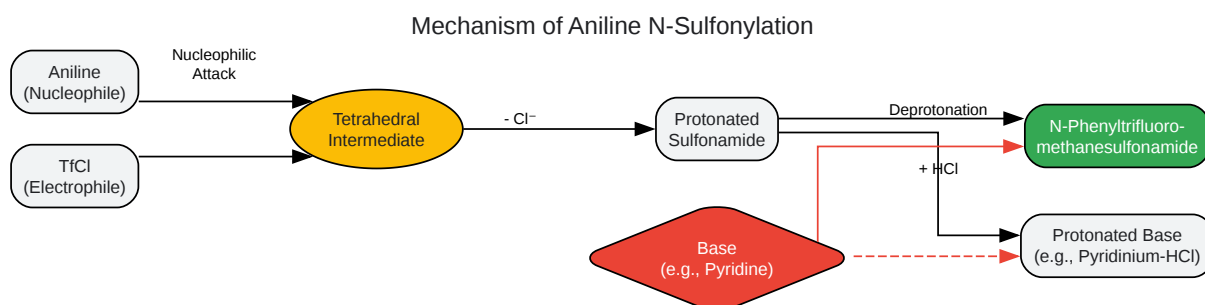 Mechanism of Aniline N-Sulfonylation
Nucleophilic
Attack
Aniline
(Nucleophile)
TfCl
(Electrophile)
Tetrahedral
Intermediate
- Cl⁻
Protonated
Sulfonamide
Deprotonation
+ HCl
N-Phenyltrifluoro-
methanesulfonamide
Base
(e.g., Pyridine)
Protonated Base
(e.g., Pyridinium-HCl)